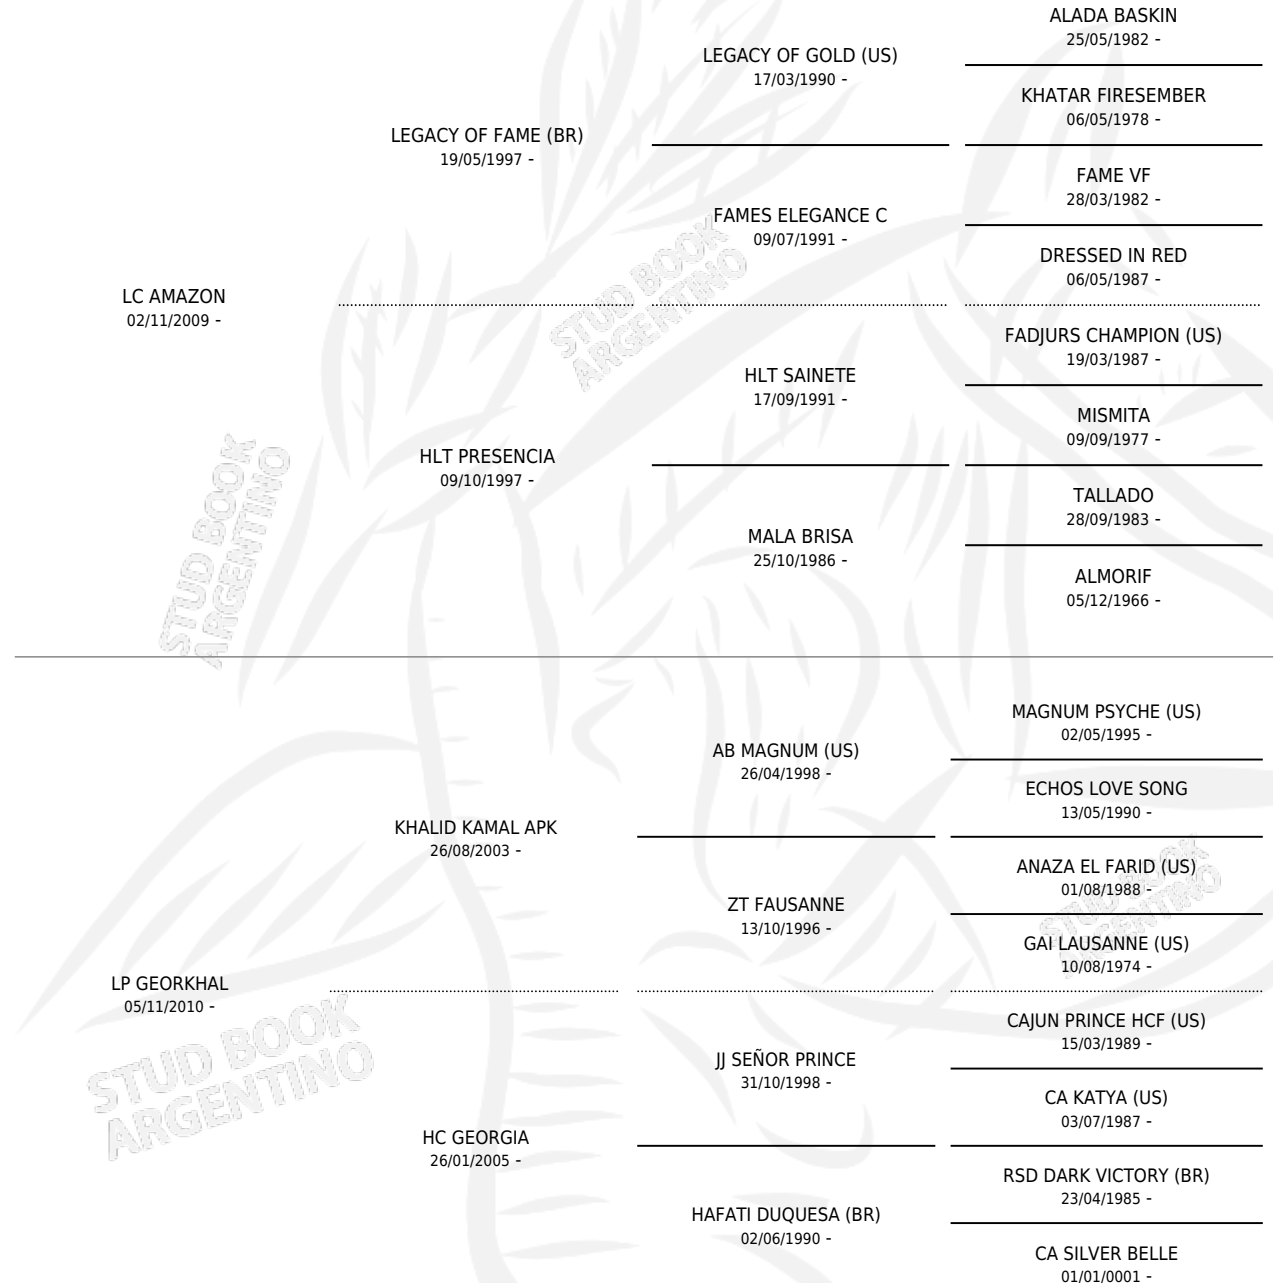 ALADA BASKIN
25/05/1982 -
LEGACY OF GOLD (US)
17/03/1990 -
KHATAR FIRESEMBER
06/05/1978 -
LEGACY OF FAME (BR)
19/05/1997 -
FAME VF
28/03/1982 -
FAMES ELEGANCE C
09/07/1991 -
DRESSED IN RED
06/05/1987 -
LC AMAZON
02/11/2009 -
FADJURS CHAMPION (US)
19/03/1987 -
HLT SAINETE
17/09/1991 -
MISMITA
09/09/1977 -
HLT PRESENCIA
09/10/1997 -
TALLADO
28/09/1983 -
MALA BRISA
25/10/1986 -
ALMORIF
05/12/1966 -
STUD BOOK
ARGENTINO
STUD BOOK
ARGENTINO
MAGNUM PSYCHE (US)
02/05/1995 -
AB MAGNUM (US)
26/04/1998 -
ECHOS LOVE SONG
13/05/1990 -
KHALID KAMAL APK
26/08/2003 -
ANAZA EL FARID (US)
01/08/1988 -
ZT FAUSANNE
13/10/1996 -
GAI LAUSANNE (US)
10/08/1974 -
LP GEORKHAL
05/11/2010 -
CAJUN PRINCE HCF (US)
15/03/1989 -
JJ SEÑOR PRINCE
31/10/1998 -
CA KATYA (US)
03/07/1987 -
HC GEORGIA
26/01/2005 -
RSD DARK VICTORY (BR)
23/04/1985 -
HAFATI DUQUESA (BR)
02/06/1990 -
CA SILVER BELLE
01/01/0001 -
STUD BOOK
ARGENTINO
STUD BOOK
ARGENTINO